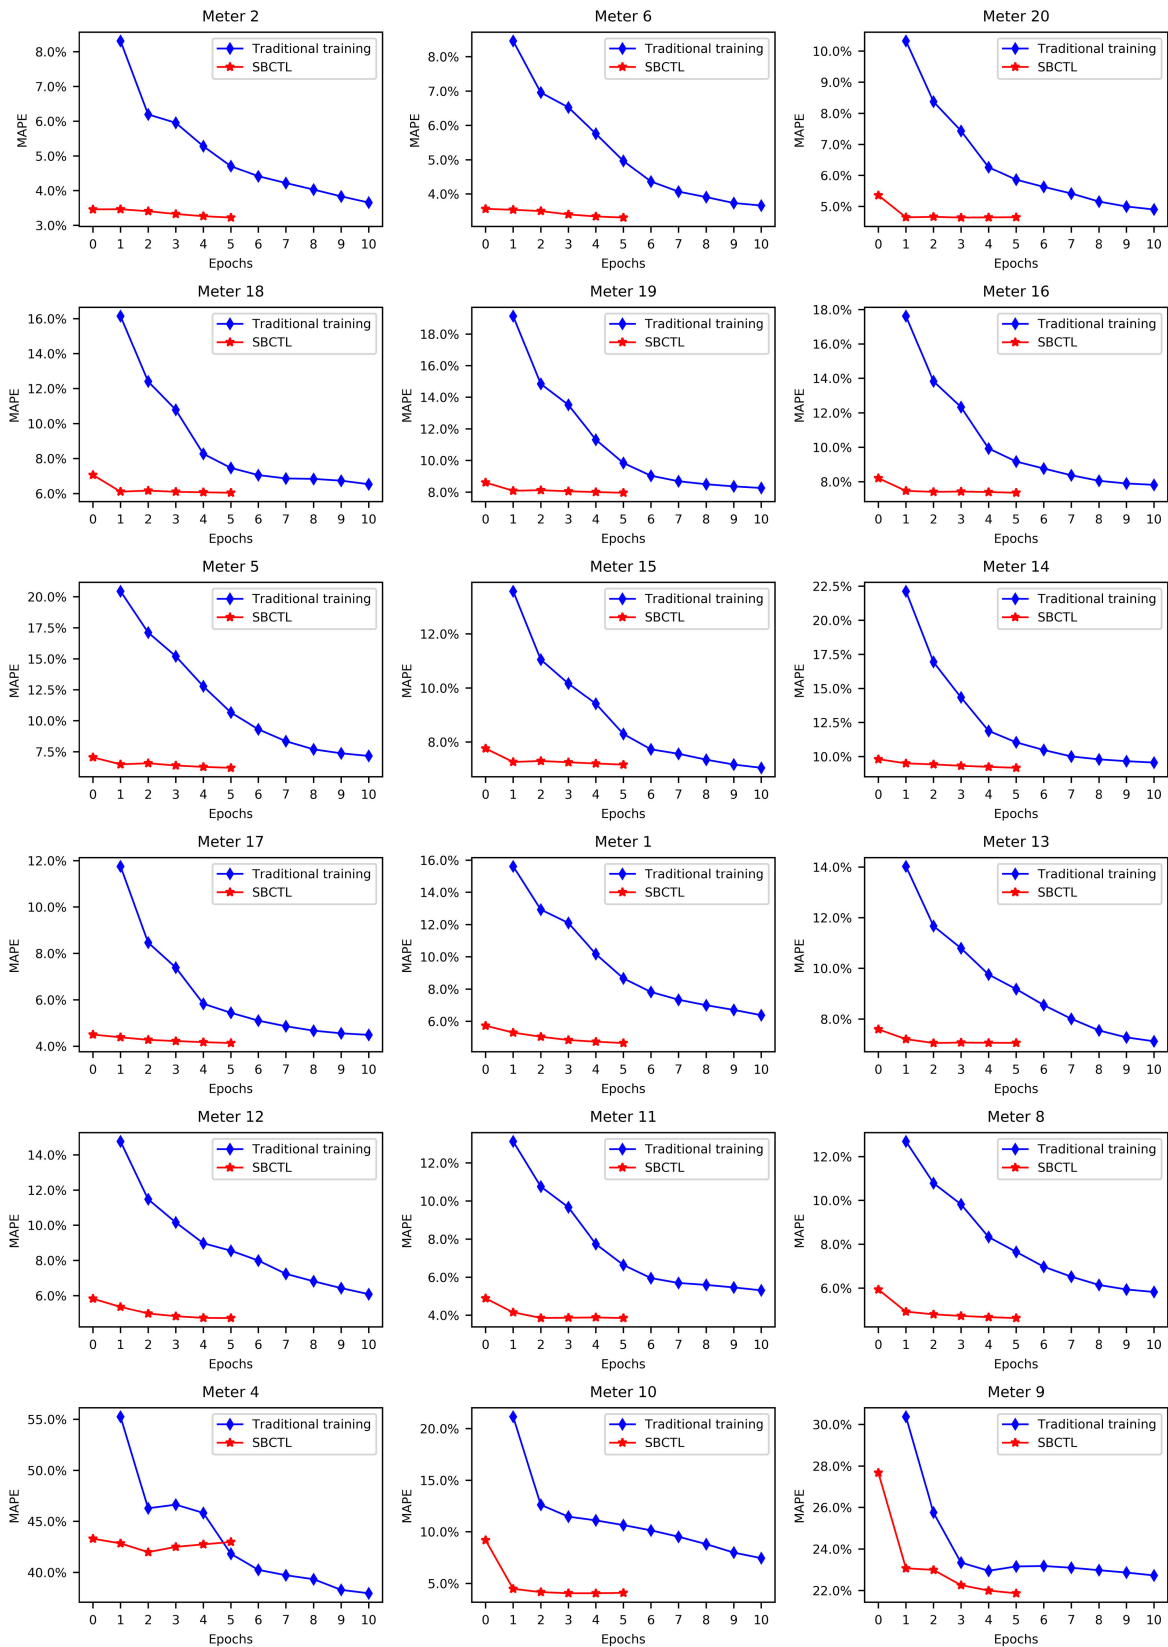 Meter 2
8.0%
7.0%
6.0%
5.0%
4.0%
3.0%
MAPE
Traditional training
SBCTL
0 1 2 3 4 5 6 7 8 9 10
Epochs
Meter 6
8.0%
7.0%
6.0%
5.0%
4.0%
MAPE
Traditional training
SBCTL
0 1 2 3 4 5 6 7 8 9 10
Epochs
Meter 20
10.0%
9.0%
8.0%
7.0%
6.0%
5.0%
MAPE
Traditional training
SBCTL
0 1 2 3 4 5 6 7 8 9 10
Epochs
Meter 18
16.0%
14.0%
12.0%
10.0%
8.0%
6.0%
MAPE
Traditional training
SBCTL
0 1 2 3 4 5 6 7 8 9 10
Epochs
Meter 19
18.0%
16.0%
14.0%
12.0%
10.0%
8.0%
MAPE
Traditional training
SBCTL
0 1 2 3 4 5 6 7 8 9 10
Epochs
Meter 16
18.0%
16.0%
14.0%
12.0%
10.0%
8.0%
MAPE
Traditional training
SBCTL
0 1 2 3 4 5 6 7 8 9 10
Epochs
Meter 5
20.0%
17.5%
15.0%
12.5%
10.0%
7.5%
MAPE
Traditional training
SBCTL
0 1 2 3 4 5 6 7 8 9 10
Epochs
Meter 15
12.0%
10.0%
8.0%
MAPE
Traditional training
SBCTL
0 1 2 3 4 5 6 7 8 9 10
Epochs
Meter 14
22.5%
20.0%
17.5%
15.0%
12.5%
10.0%
MAPE
Traditional training
SBCTL
0 1 2 3 4 5 6 7 8 9 10
Epochs
Meter 17
12.0%
10.0%
8.0%
6.0%
4.0%
MAPE
Traditional training
SBCTL
0 1 2 3 4 5 6 7 8 9 10
Epochs
Meter 1
16.0%
14.0%
12.0%
10.0%
8.0%
6.0%
MAPE
Traditional training
SBCTL
0 1 2 3 4 5 6 7 8 9 10
Epochs
Meter 13
14.0%
12.0%
10.0%
8.0%
MAPE
Traditional training
SBCTL
0 1 2 3 4 5 6 7 8 9 10
Epochs
Meter 12
14.0%
12.0%
10.0%
8.0%
6.0%
MAPE
Traditional training
SBCTL
0 1 2 3 4 5 6 7 8 9 10
Epochs
Meter 11
12.0%
10.0%
8.0%
6.0%
4.0%
MAPE
Traditional training
SBCTL
0 1 2 3 4 5 6 7 8 9 10
Epochs
Meter 8
12.0%
10.0%
8.0%
6.0%
MAPE
Traditional training
SBCTL
0 1 2 3 4 5 6 7 8 9 10
Epochs
Meter 4
55.0%
50.0%
45.0%
40.0%
MAPE
Traditional training
SBCTL
0 1 2 3 4 5 6 7 8 9 10
Epochs
Meter 10
20.0%
15.0%
10.0%
5.0%
MAPE
Traditional training
SBCTL
0 1 2 3 4 5 6 7 8 9 10
Epochs
Meter 9
30.0%
28.0%
26.0%
24.0%
22.0%
MAPE
Traditional training
SBCTL
0 1 2 3 4 5 6 7 8 9 10
Epochs